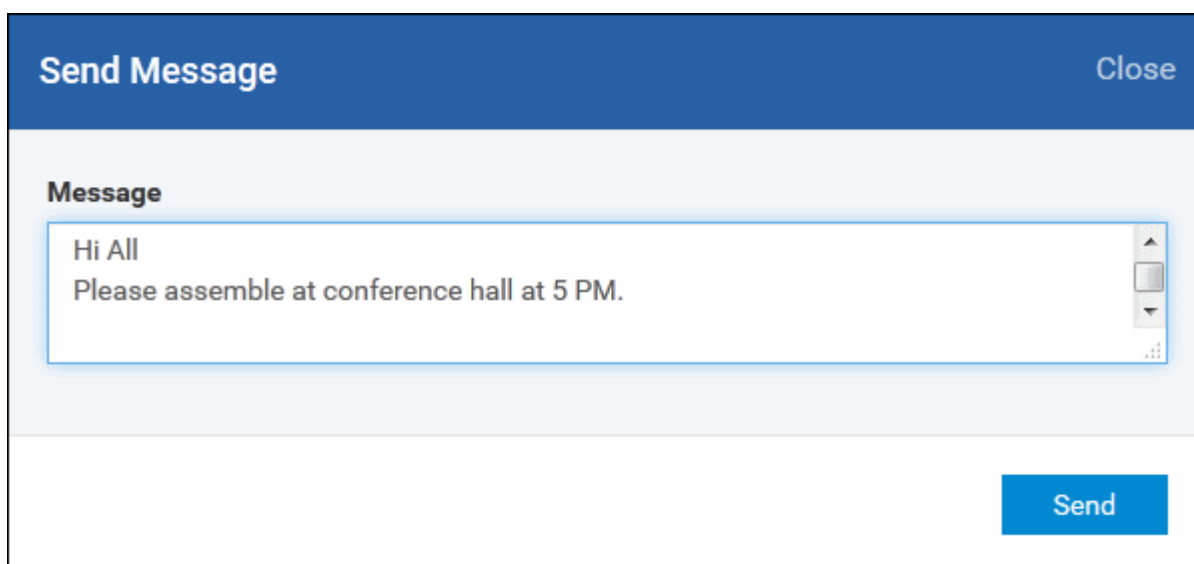 Send Message
Close
Message
Hi All
Please assemble at conference hall at 5 PM.
Send